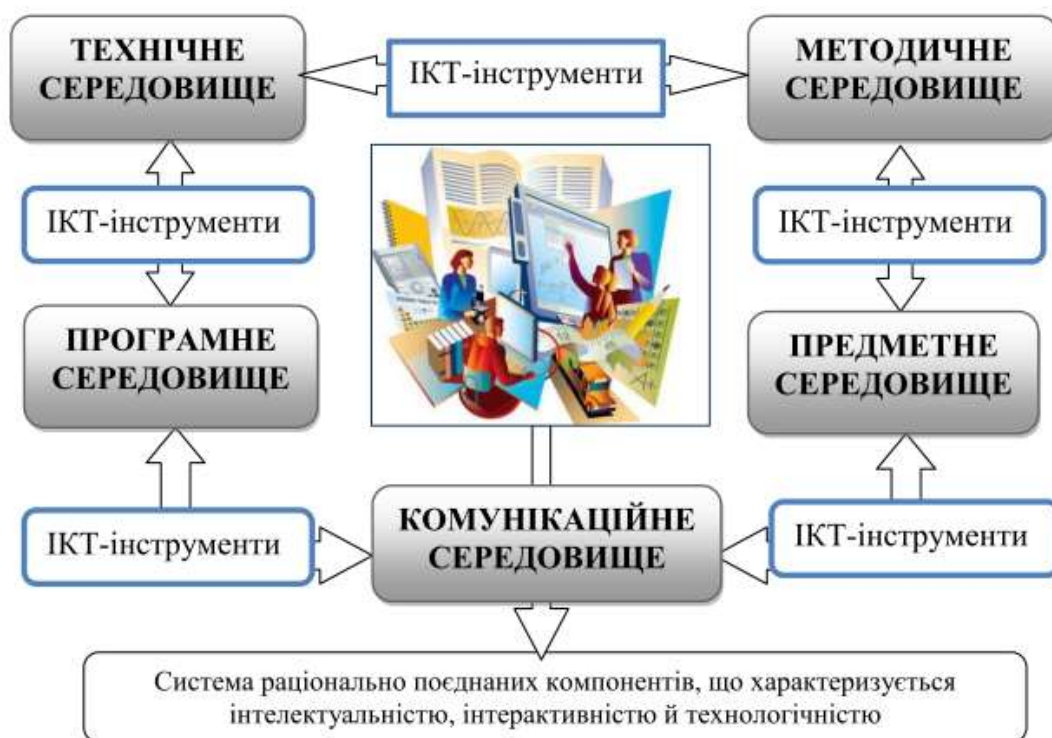 ТЕХНІЧНЕ
СЕРЕДОВИЩЕ
ІКТ-інструменти
МЕТОДИЧНЕ
СЕРЕДОВИЩЕ
ІКТ-інструменти
ІКТ-інструменти
ПРОГРАМНЕ
СЕРЕДОВИЩЕ
ПРЕДМЕТНЕ
СЕРЕДОВИЩЕ
A+
ІКТ-інструменти
КОМУНІКАЦІЙНЕ
СЕРЕДОВИЩЕ
ІКТ-інструменти
Система раціонально поєднаних компонентів, що характеризується
інтелектуальністю, інтерактивністю й технологічністю